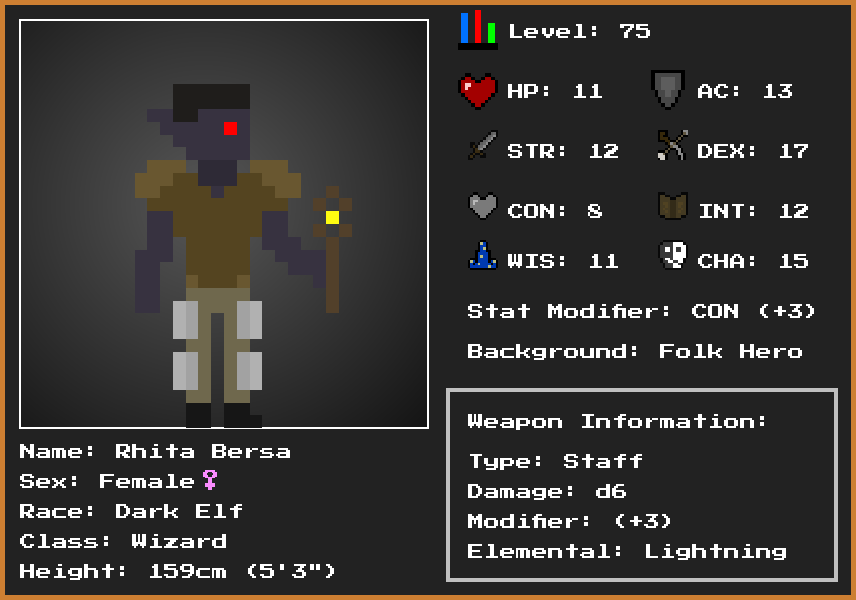 Level: 75
HP: 11
AC: 13
STR: 12
DEX: 17
CON: 8
INT: 12
WIS: 11
CHA: 15
Stat Modifier: CON (+3)
Background: Folk Hero
Weapon Information:
Type: Staff
Damage: d6
Modifier: (+3)
Elemental: Lightning
Name: Rhita Bersa
Sex: Female♀
Race: Dark Elf
Class: Wizard
Height: 159cm (5'3")